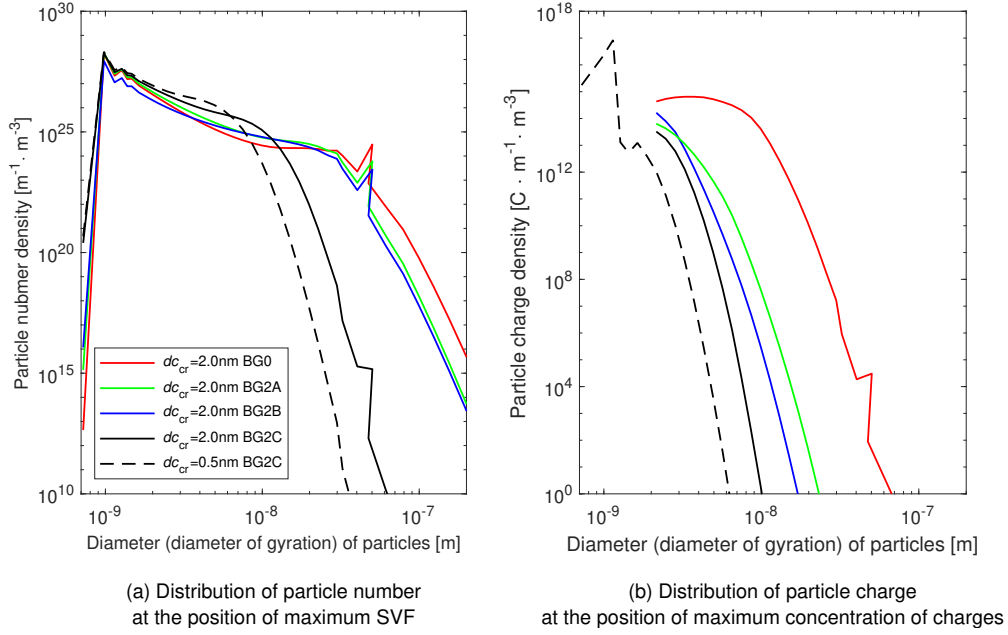 10^30
10^25
10^20
10^15
10^10
Particle nubmer density [m^-1 · m^-3]
dc_cr=2.0nm BG0
dc_cr=2.0nm BG2A
dc_cr=2.0nm BG2B
dc_cr=2.0nm BG2C
dc_cr=0.5nm BG2C
10^-9 10^-8 10^-7
Diameter (diameter of gyration) of particles [m]
(a) Distribution of particle number
at the position of maximum SVF
10^18
10^12
10^8
10^4
10^0
Particle charge density [C · m^-1 · m^-3]
10^-9 10^-8 10^-7
Diameter (diameter of gyration) of particles [m]
(b) Distribution of particle charge
at the position of maximum concentration of charges